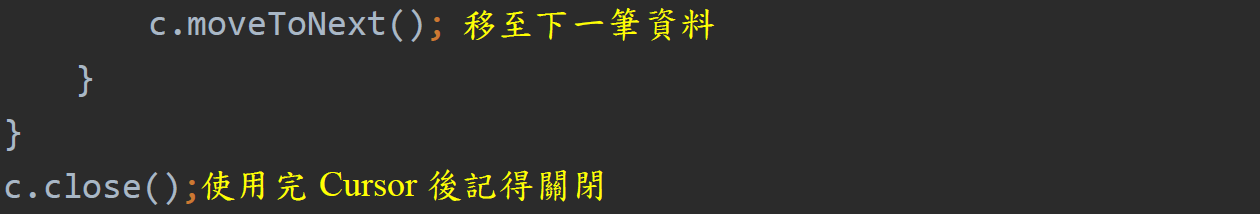 c.moveToNext(); 移至下一筆資料
}
}
c.close();使用完 Cursor 後記得關閉